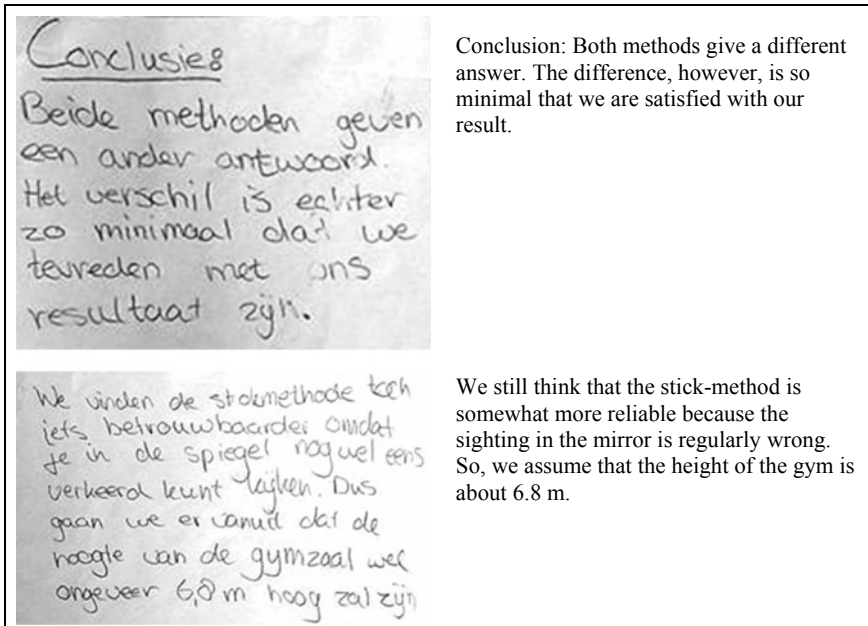 Conclusie:
Beide methoden geven
een ander antwoord.
Het verschil is echter
zo minimaal dat we
tevreden met ons
resultaat zijn.
Conclusion: Both methods give a different
answer. The difference, however, is so
minimal that we are satisfied with our
result.
We vinden de stokmethode toch
iets betrouwbaarder omdat
je in de spiegel nog wel eens
verkeerd kunt kijken. Dus
gaan we er vanuit dat de
hoogte van de gymzaal wel
ongeveer 6,8 m hoog zal zijn
We still think that the stick-method is
somewhat more reliable because the
sighting in the mirror is regularly wrong.
So, we assume that the height of the gym is
about 6.8 m.